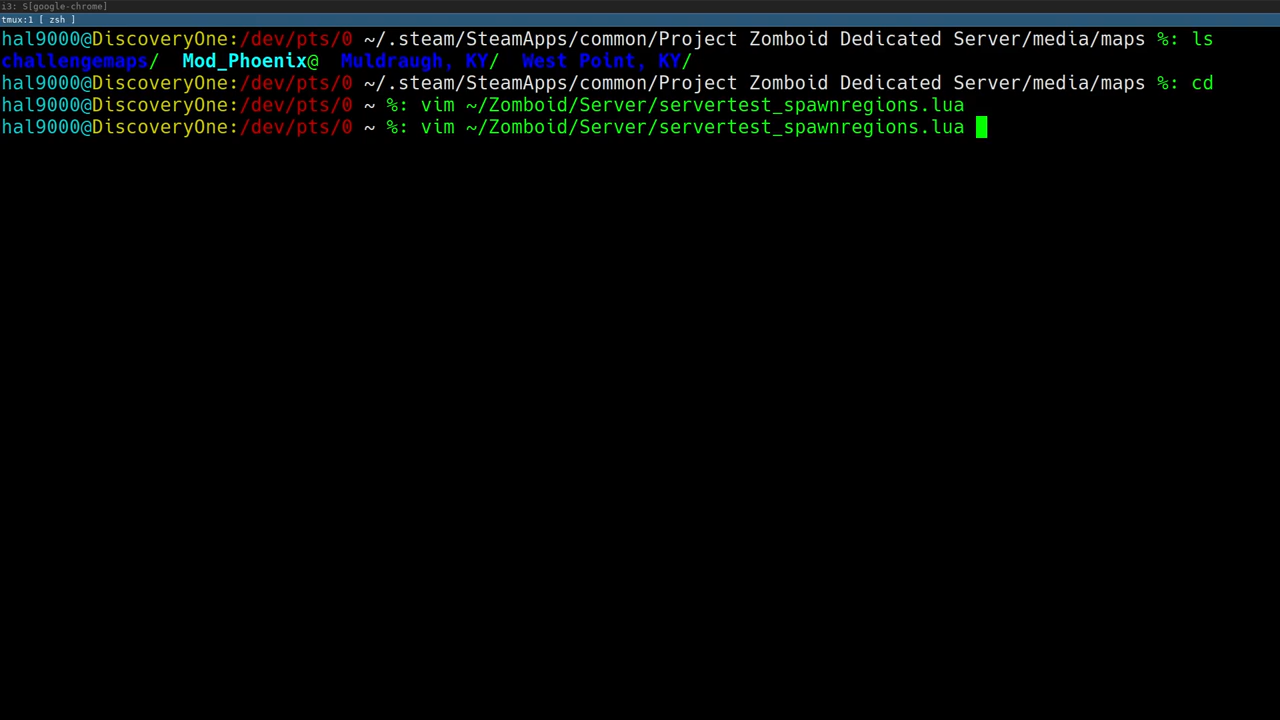 i3: S[google-chrome]
tmux:1 [ zsh ]
hal9000@DiscoveryOne:/dev/pts/0 ~/.steam/SteamApps/common/Project Zomboid Dedicated Server/media/maps %: ls
challengemaps/  Mod_Phoenix@  Muldraugh, KY/  West Point, KY/
hal9000@DiscoveryOne:/dev/pts/0 ~/.steam/SteamApps/common/Project Zomboid Dedicated Server/media/maps %: cd
hal9000@DiscoveryOne:/dev/pts/0 ~ %: vim ~/Zomboid/Server/servertest_spawnregions.lua
hal9000@DiscoveryOne:/dev/pts/0 ~ %: vim ~/Zomboid/Server/servertest_spawnregions.lua